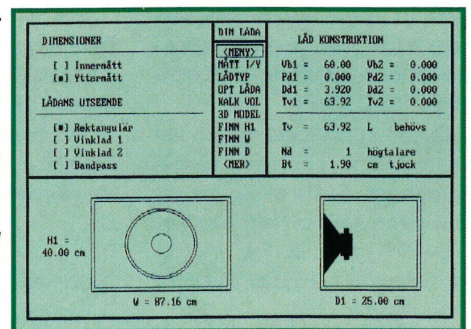 DIMENSIONER
[ ] Innermått
[■] Yttermått
LÅDANS UTSEENDE
[■] Rektangulär
[ ] Vinklad 1
[ ] Vinklad 2
[ ] Bandpass
DIN LÅDA
<MENY>
MÅTT I/Y
LÅDTYP
OPT LÅDA
KALK VOL
3D MODEL
FINN H1
FINN W
FINN D
<MER>
LÅD KONSTRUKTION
Vb1 = 60.00 Vb2 = 0.000
Pd1 = 0.000 Pd2 = 0.000
Dd1 = 3.920 Dd2 = 0.000
Tv1 = 63.92 Tv2 = 0.000
Tv = 63.92 L behövs
Nd = 1 högtalare
Bt = 1.90 cm tjock
H1 =
40.00 cm
W = 87.16 cm
D1 = 25.00 cm